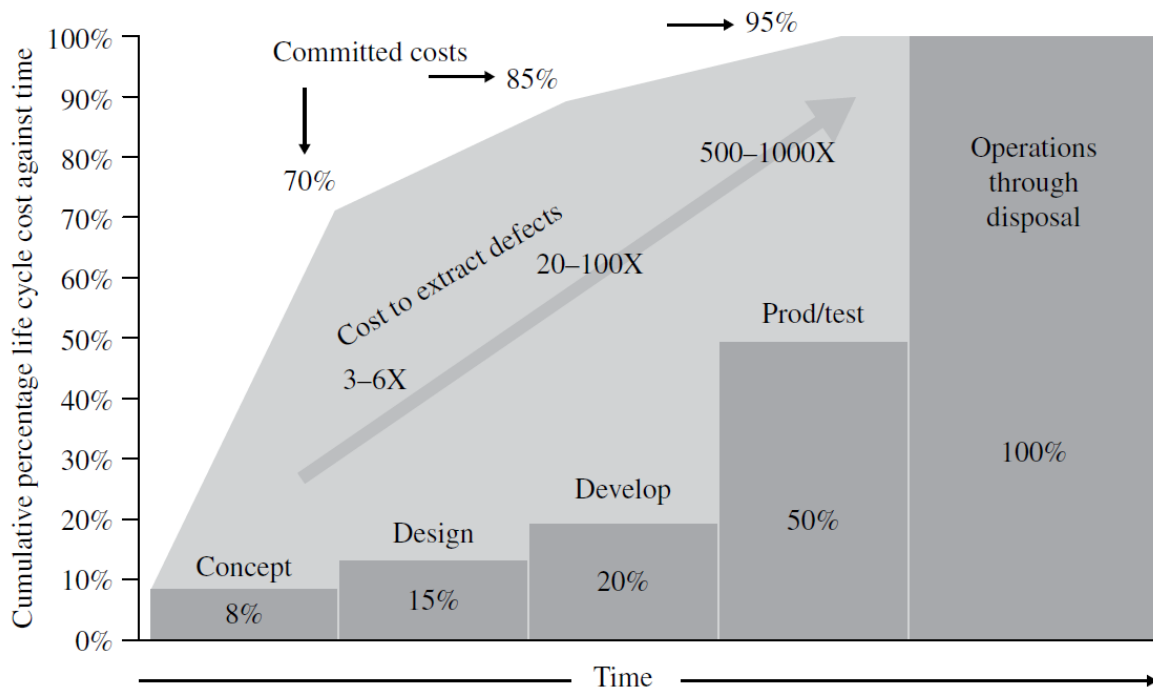 Cumulative percentage life cycle cost against time
100%
90%
80%
70%
60%
50%
40%
30%
20%
10%
0%
Committed costs
70%
85%
95%
Cost to extract defects
3–6X
20–100X
500–1000X
Concept
8%
Design
15%
Develop
20%
Prod/test
50%
Operations
through
disposal
100%
Time